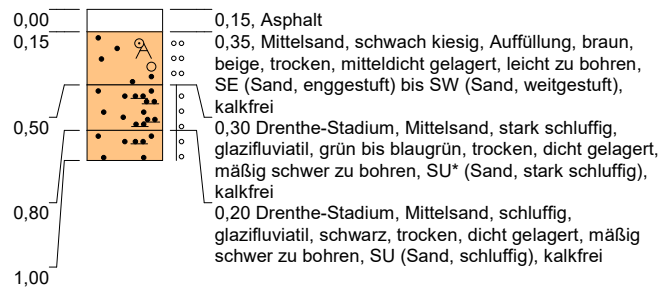 0,00
0,15, Asphalt
0,15
0,35, Mittelsand, schwach kiesig, Auffüllung, braun,
beige, trocken, mitteldicht gelagert, leicht zu bohren,
SE (Sand, enggestuft) bis SW (Sand, weitgestuft),
kalkfrei
0,50
0,30 Drenthe-Stadium, Mittelsand, stark schluffig,
glazifluviatil, grün bis blaugrün, trocken, dicht gelagert,
mäßig schwer zu bohren, SU* (Sand, stark schluffig),
kalkfrei
0,80
0,20 Drenthe-Stadium, Mittelsand, schluffig,
glazifluviatil, schwarz, trocken, dicht gelagert, mäßig
schwer zu bohren, SU (Sand, schluffig), kalkfrei
1,00
A